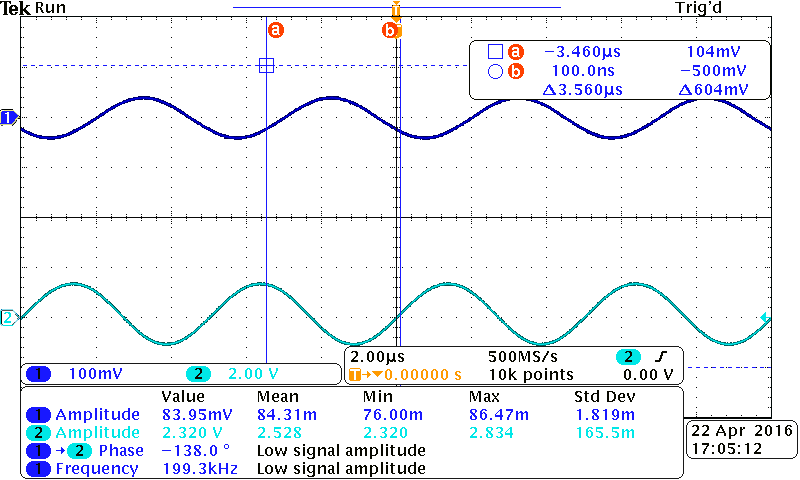 Tek Run Trig'd
T
a b
a −3.460µs 104mV
b 100.0ns −500mV
Δ3.560µs Δ604mV
1
2
1 100mV 2 2.00 V
2.00µs 500MS/s 2
T→▼0.00000 s 10k points 0.00 V
Value Mean Min Max Std Dev
1 Amplitude 83.95mV 84.31m 76.00m 86.47m 1.819m
2 Amplitude 2.320 V 2.528 2.320 2.834 165.5m
1 → 2 Phase −138.0 ° Low signal amplitude
1 Frequency 199.3kHz Low signal amplitude
22 Apr 2016
17:05:12